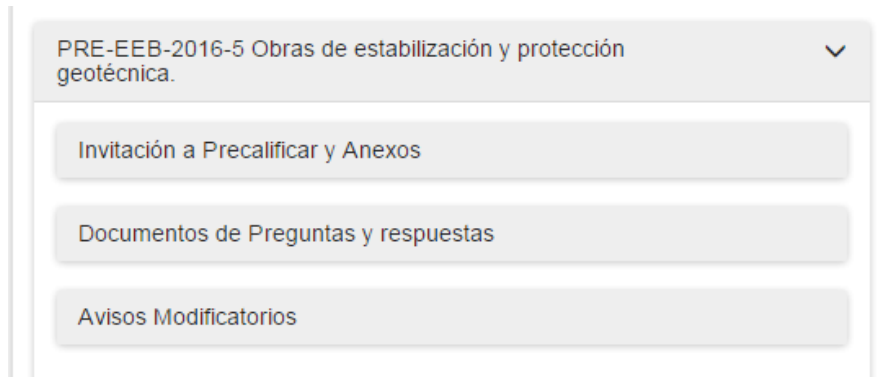 PRE-EEB-2016-5 Obras de estabilización y protección
geotécnica.
Invitación a Precalificar y Anexos
Documentos de Preguntas y respuestas
Avisos Modificatorios